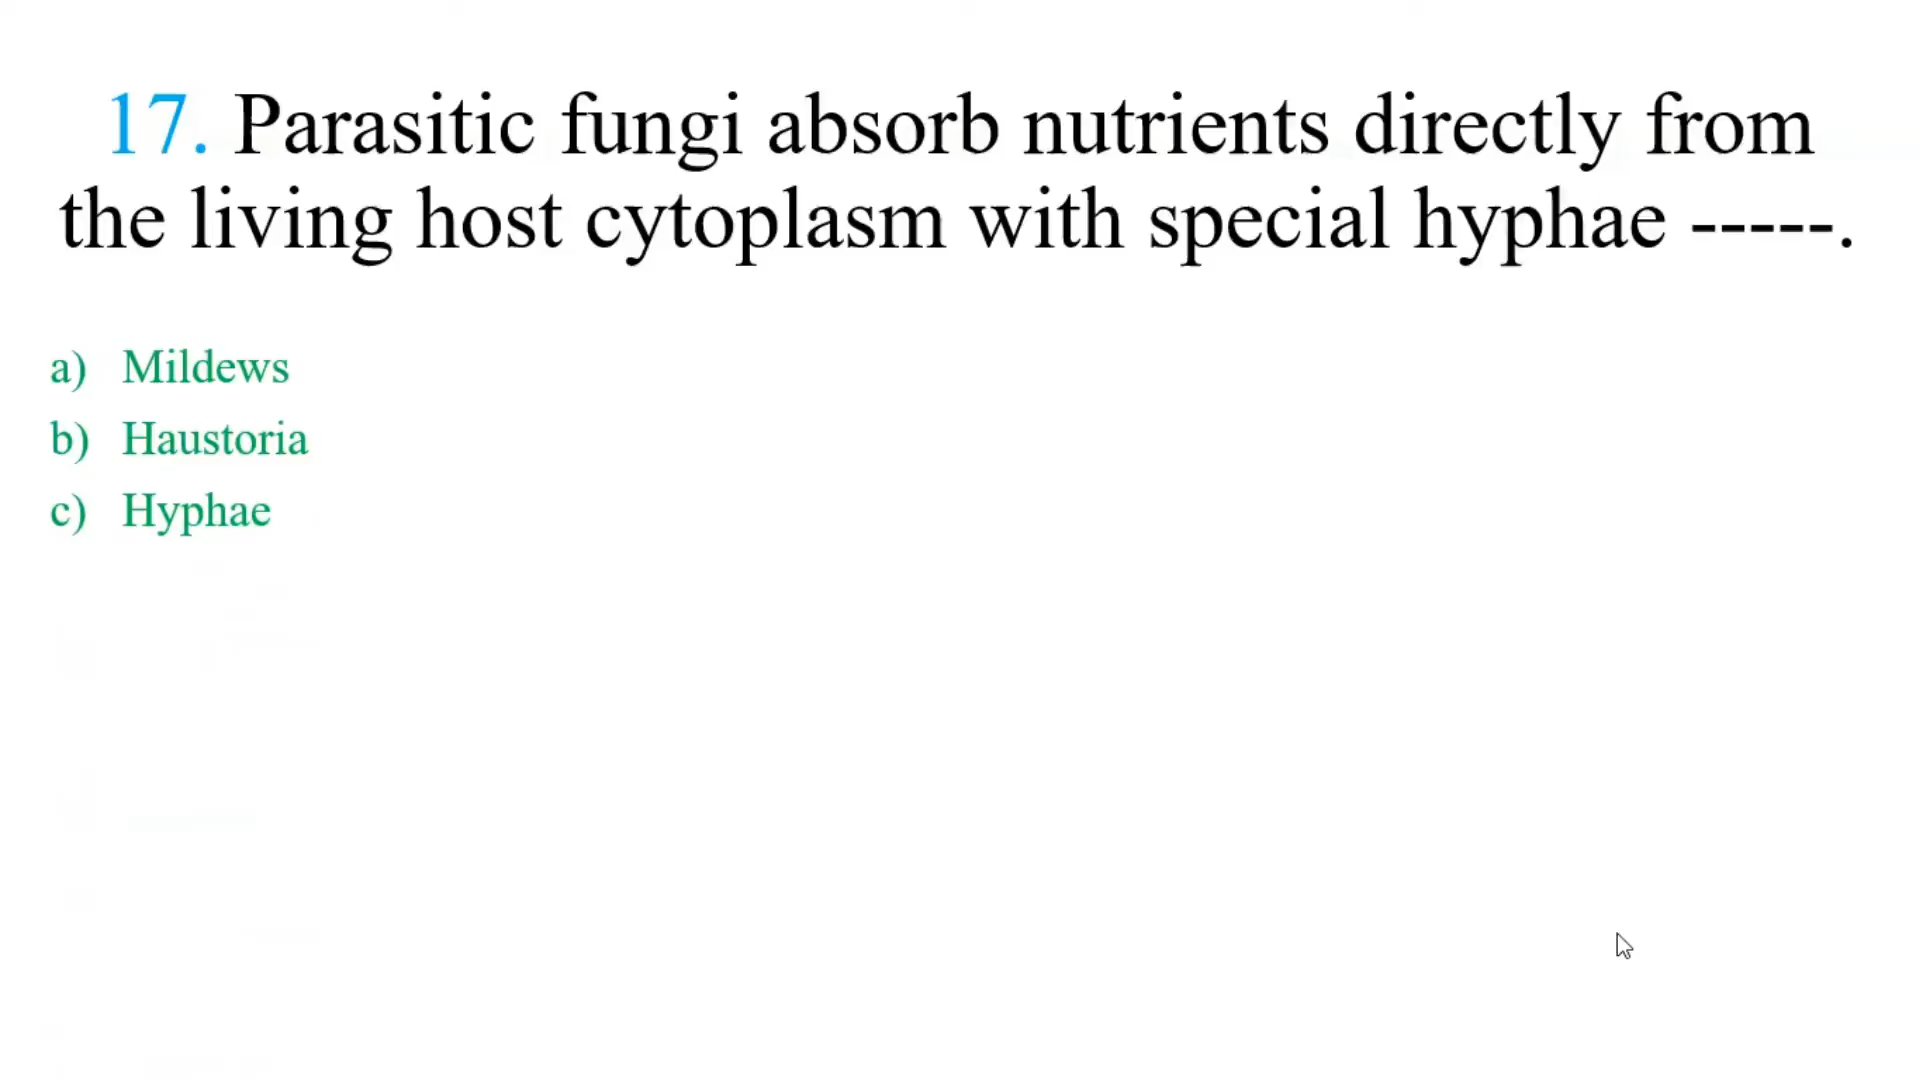 17. Parasitic fungi absorb nutrients directly from
the living host cytoplasm with special hyphae -----.
a) Mildews
b) Haustoria
c) Hyphae